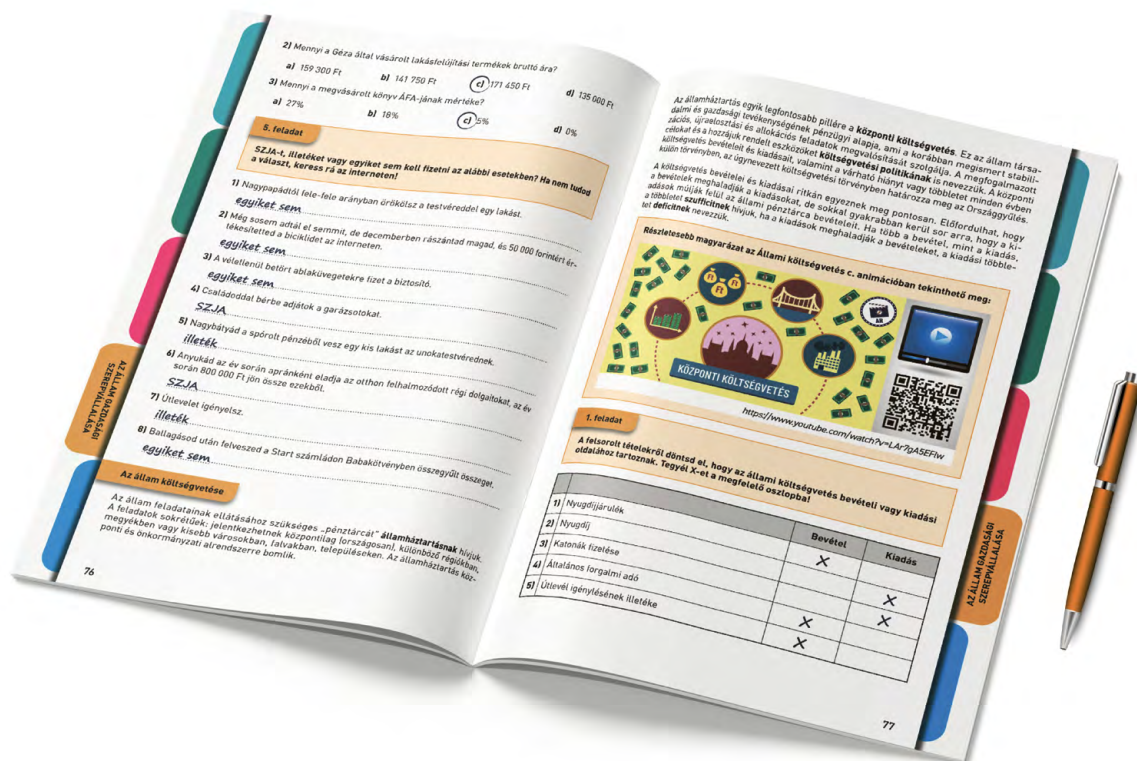 2) Mennyi a Géza által vásárolt lakásfelújítási termékek bruttó ára?
a) 159 300 Ft b) 141 750 Ft c) 171 450 Ft d) 135 000 Ft
3) Mennyi a megvásárolt könyv ÁFA-jának mértéke?
a) 27% b) 18% c) 5% d) 0%
5. feladat
SZJA-t, illetéket vagy egyiket sem kell fizetni az alábbi esetekben? Ha nem tudod
a választ, keress rá az interneten!
1) Nagypapádtól fele-fele arányban örökölsz a testvéreddel egy lakást.
egyiket sem
2) Még sosem adtál el semmit, de decemberben rászántad magad, és 50 000 forintért ér-
tékesítetted a biciklidet az interneten.
egyiket sem
3) A véletlenül betört ablaküvegetekre fizet a biztosító.
egyiket sem
4) Családoddal bérbe adjátok a garázsotokat.
SZJA
5) Nagybátyád a spórolt pénzéből vesz egy kis lakást az unokatestvérednek.
illeték
6) Anyukád az év során apránként eladja az otthon felhalmozódott régi dolgaitokat, az év
során 800 000 Ft jön össze ezekből.
SZJA
7) Útlevelet igényelsz.
illeték
8) Ballagásod után felveszed a Start számládon Babakötvényben összegyűlt összeget.
egyiket sem
Az állam költségvetése
Az állam feladatainak ellátásához szükséges „pénztárcát” államháztartásnak hívjuk.
A feladatok sokrétűek: jelentkezhetnek központilag (országosan), különböző régiókban,
megyékben vagy kisebb városokban, falvakban, településeken. Az államháztartás köz-
ponti és önkormányzati alrendszerre bomlik.
76
AZ ÁLLAM GAZDASÁGI
SZEREPVÁLLALÁSA
Az államháztartás egyik legfontosabb pillére a központi költségvetés. Ez az állam társa-
dalmi és gazdasági tevékenységének pénzügyi alapja, ami a korábban megismert stabili-
zációs, újraelosztási és allokációs feladatok megvalósítását szolgálja. A megfogalmazott
célokat és a hozzájuk rendelt eszközöket költségvetési politikának is nevezzük. A központi
költségvetés bevételeit és kiadásait, valamint a várható hiányt vagy többletet minden évben
külön törvényben, az úgynevezett költségvetési törvényben határozza meg az Országgyűlés.
A költségvetés bevételei és kiadásai ritkán egyeznek meg pontosan. Előfordulhat, hogy
a bevételek meghaladják a kiadásokat, de sokkal gyakrabban kerül sor arra, hogy a ki-
adások múlják felül az állami pénztárca bevételeit. Ha több a bevétel, mint a kiadás,
a többletet szufficitnek hívjuk, ha a kiadások meghaladják a bevételeket, a kiadási többle-
tet deficitnek nevezzük.
Részletesebb magyarázat az Állami költségvetés c. animációban tekinthető meg:
Ft Ft Ft
AR
KÖZPONTI KÖLTSÉGVETÉS
https://www.youtube.com/watch?v=LAr7gA5EFlw
1. feladat
A felsorolt tételekről döntsd el, hogy az állami költségvetés bevételi vagy kiadási
oldalához tartoznak. Tegyél X-et a megfelelő oszlopba!
Bevétel Kiadás
1) Nyugdíjjárulék X
2) Nyugdíj X
3) Katonák fizetése X
4) Általános forgalmi adó X
5) Útlevél igénylésének illetéke X
77
AZ ÁLLAM GAZDASÁGI
SZEREPVÁLLALÁSA